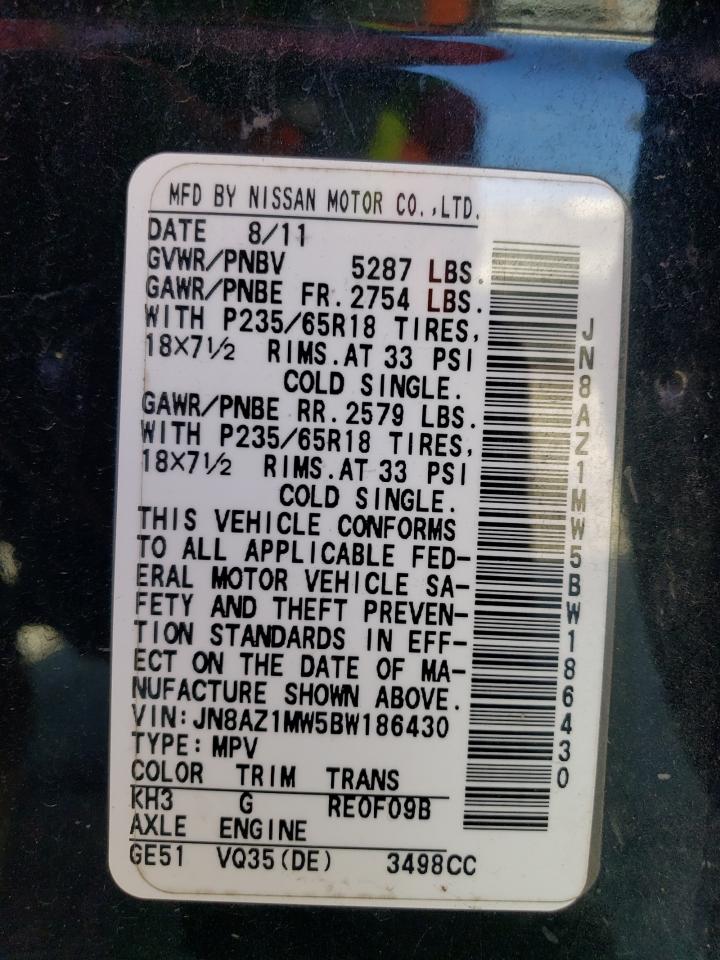 MFD BY NISSAN MOTOR CO.,LTD.
DATE 8/11
GVWR/PNBV 5287 LBS.
GAWR/PNBE FR. 2754 LBS.
WITH P235/65R18 TIRES,
18X7½ RIMS. AT 33 PSI
COLD SINGLE.
GAWR/PNBE RR. 2579 LBS.
WITH P235/65R18 TIRES,
18X7½ RIMS. AT 33 PSI
COLD SINGLE.
THIS VEHICLE CONFORMS
TO ALL APPLICABLE FED-
ERAL MOTOR VEHICLE SA-
FETY AND THEFT PREVEN-
TION STANDARDS IN EFF-
ECT ON THE DATE OF MA-
NUFACTURE SHOWN ABOVE.
VIN: JN8AZ1MW5BW186430
TYPE: MPV
COLOR TRIM TRANS
KH3 G RE0F09B
AXLE ENGINE
GE51 VQ35(DE) 3498CC
JN8AZ1MW5BW186430